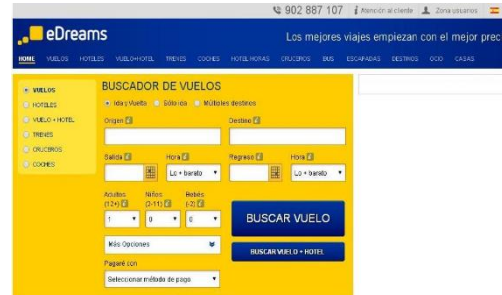 902 887 107 Atención al cliente Zona usuarios
eDreams
Los mejores viajes empiezan con el mejor prec
HOME VUELOS HOTELES VUELO+HOTEL TRENES COCHES HOTEL HORAS CRUCEROS BUS ESCAPADAS DESTINOS OCIO CASAS
VUELOS
HOTELES
VUELO + HOTEL
TRENES
CRUCEROS
COCHES
BUSCADOR DE VUELOS
Ida y Vuelta Sólo ida Múltiples destinos
Origen Destino
Salida Hora Regreso Hora
Lo + barato Lo + barato
Adultos Niños Bebés
(12+) (2-11) (-2)
1 0 0
BUSCAR VUELO
Más Opciones
BUSCAR VUELO + HOTEL
Pagaré con
Seleccionar método de pago